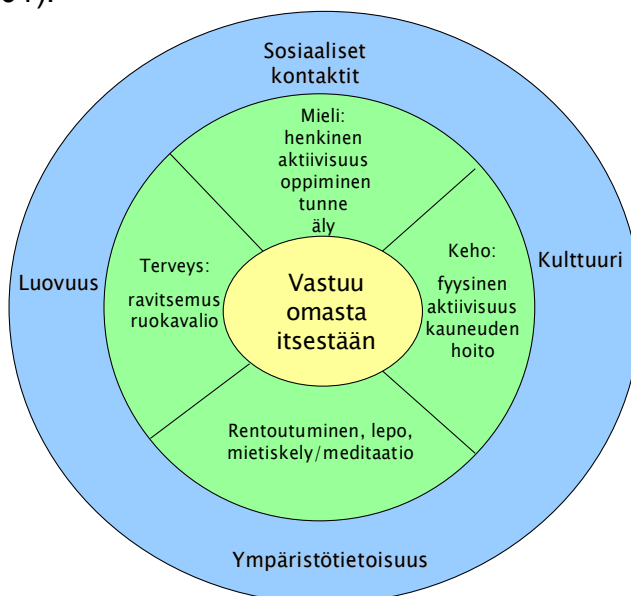 Sosiaaliset
kontaktit
Mieli:
henkinen
aktiivisuus
oppiminen
tunne
äly
Luovuus
Terveys:
ravitsemus
ruokavalio
Vastuu
omasta
itsestään
Keho:
fyysinen
aktiivisuus
kauneuden
hoito
Kulttuuri
Rentoutuminen, lepo,
mietiskely/meditaatio
Ympäristötietoisuus